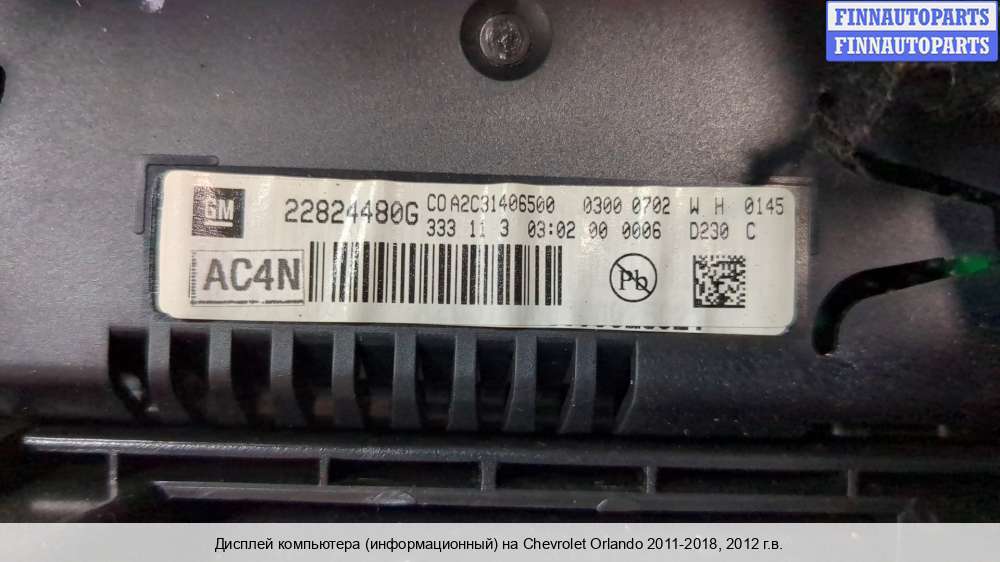 FINNAUTOPARTS
FINNAUTOPARTS
GM
22824480G
CO A2C31406500 0300 0702 W H 0145
333 11 3 03:02 00 0006 D230 C
AC4N
Pb
Дисплей компьютера (информационный) на Chevrolet Orlando 2011-2018, 2012 г.в.